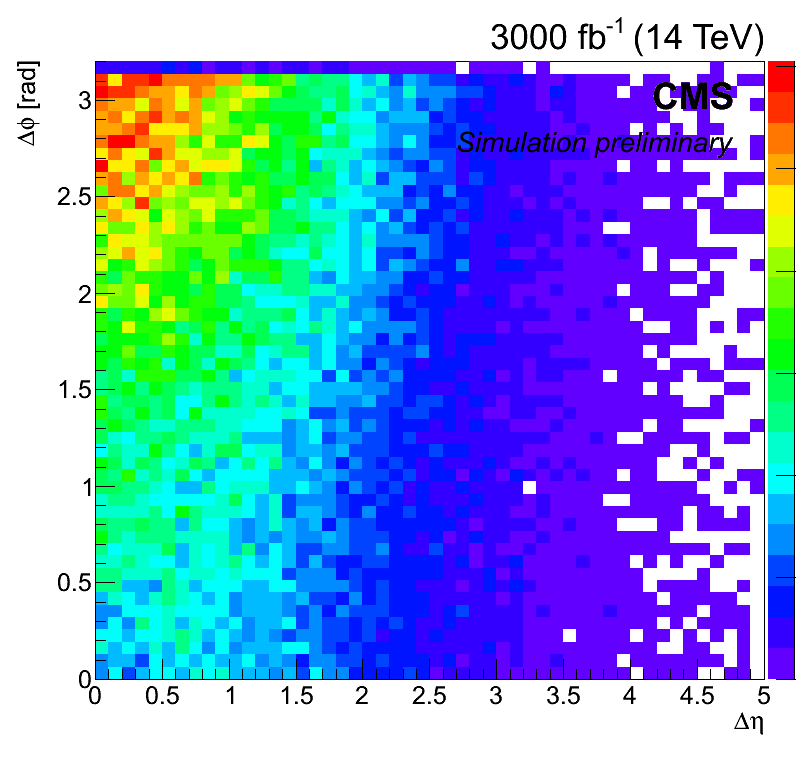 3000 fb-1 (14 TeV)
Δφ [rad]
CMS
Simulation preliminary
3
2.5
2
1.5
1
0.5
0
0 0.5 1 1.5 2 2.5 3 3.5 4 4.5 5
Δη